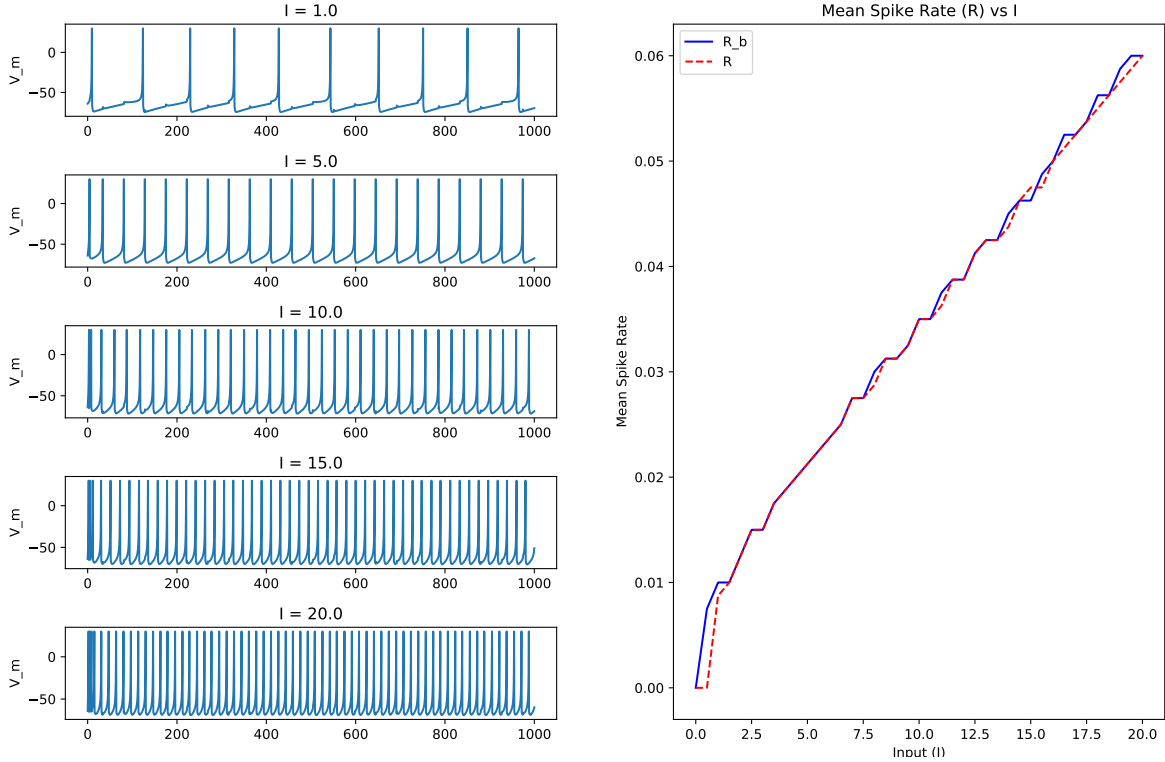 I = 1.0
V_m
0
−50
0 200 400 600 800 1000
I = 5.0
V_m
0
−50
0 200 400 600 800 1000
I = 10.0
V_m
0
−50
0 200 400 600 800 1000
I = 15.0
V_m
0
−50
0 200 400 600 800 1000
I = 20.0
V_m
0
−50
0 200 400 600 800 1000
Mean Spike Rate (R) vs I
R_b
R
Mean Spike Rate
0.06
0.05
0.04
0.03
0.02
0.01
0.00
0.0 2.5 5.0 7.5 10.0 12.5 15.0 17.5 20.0
Input (I)